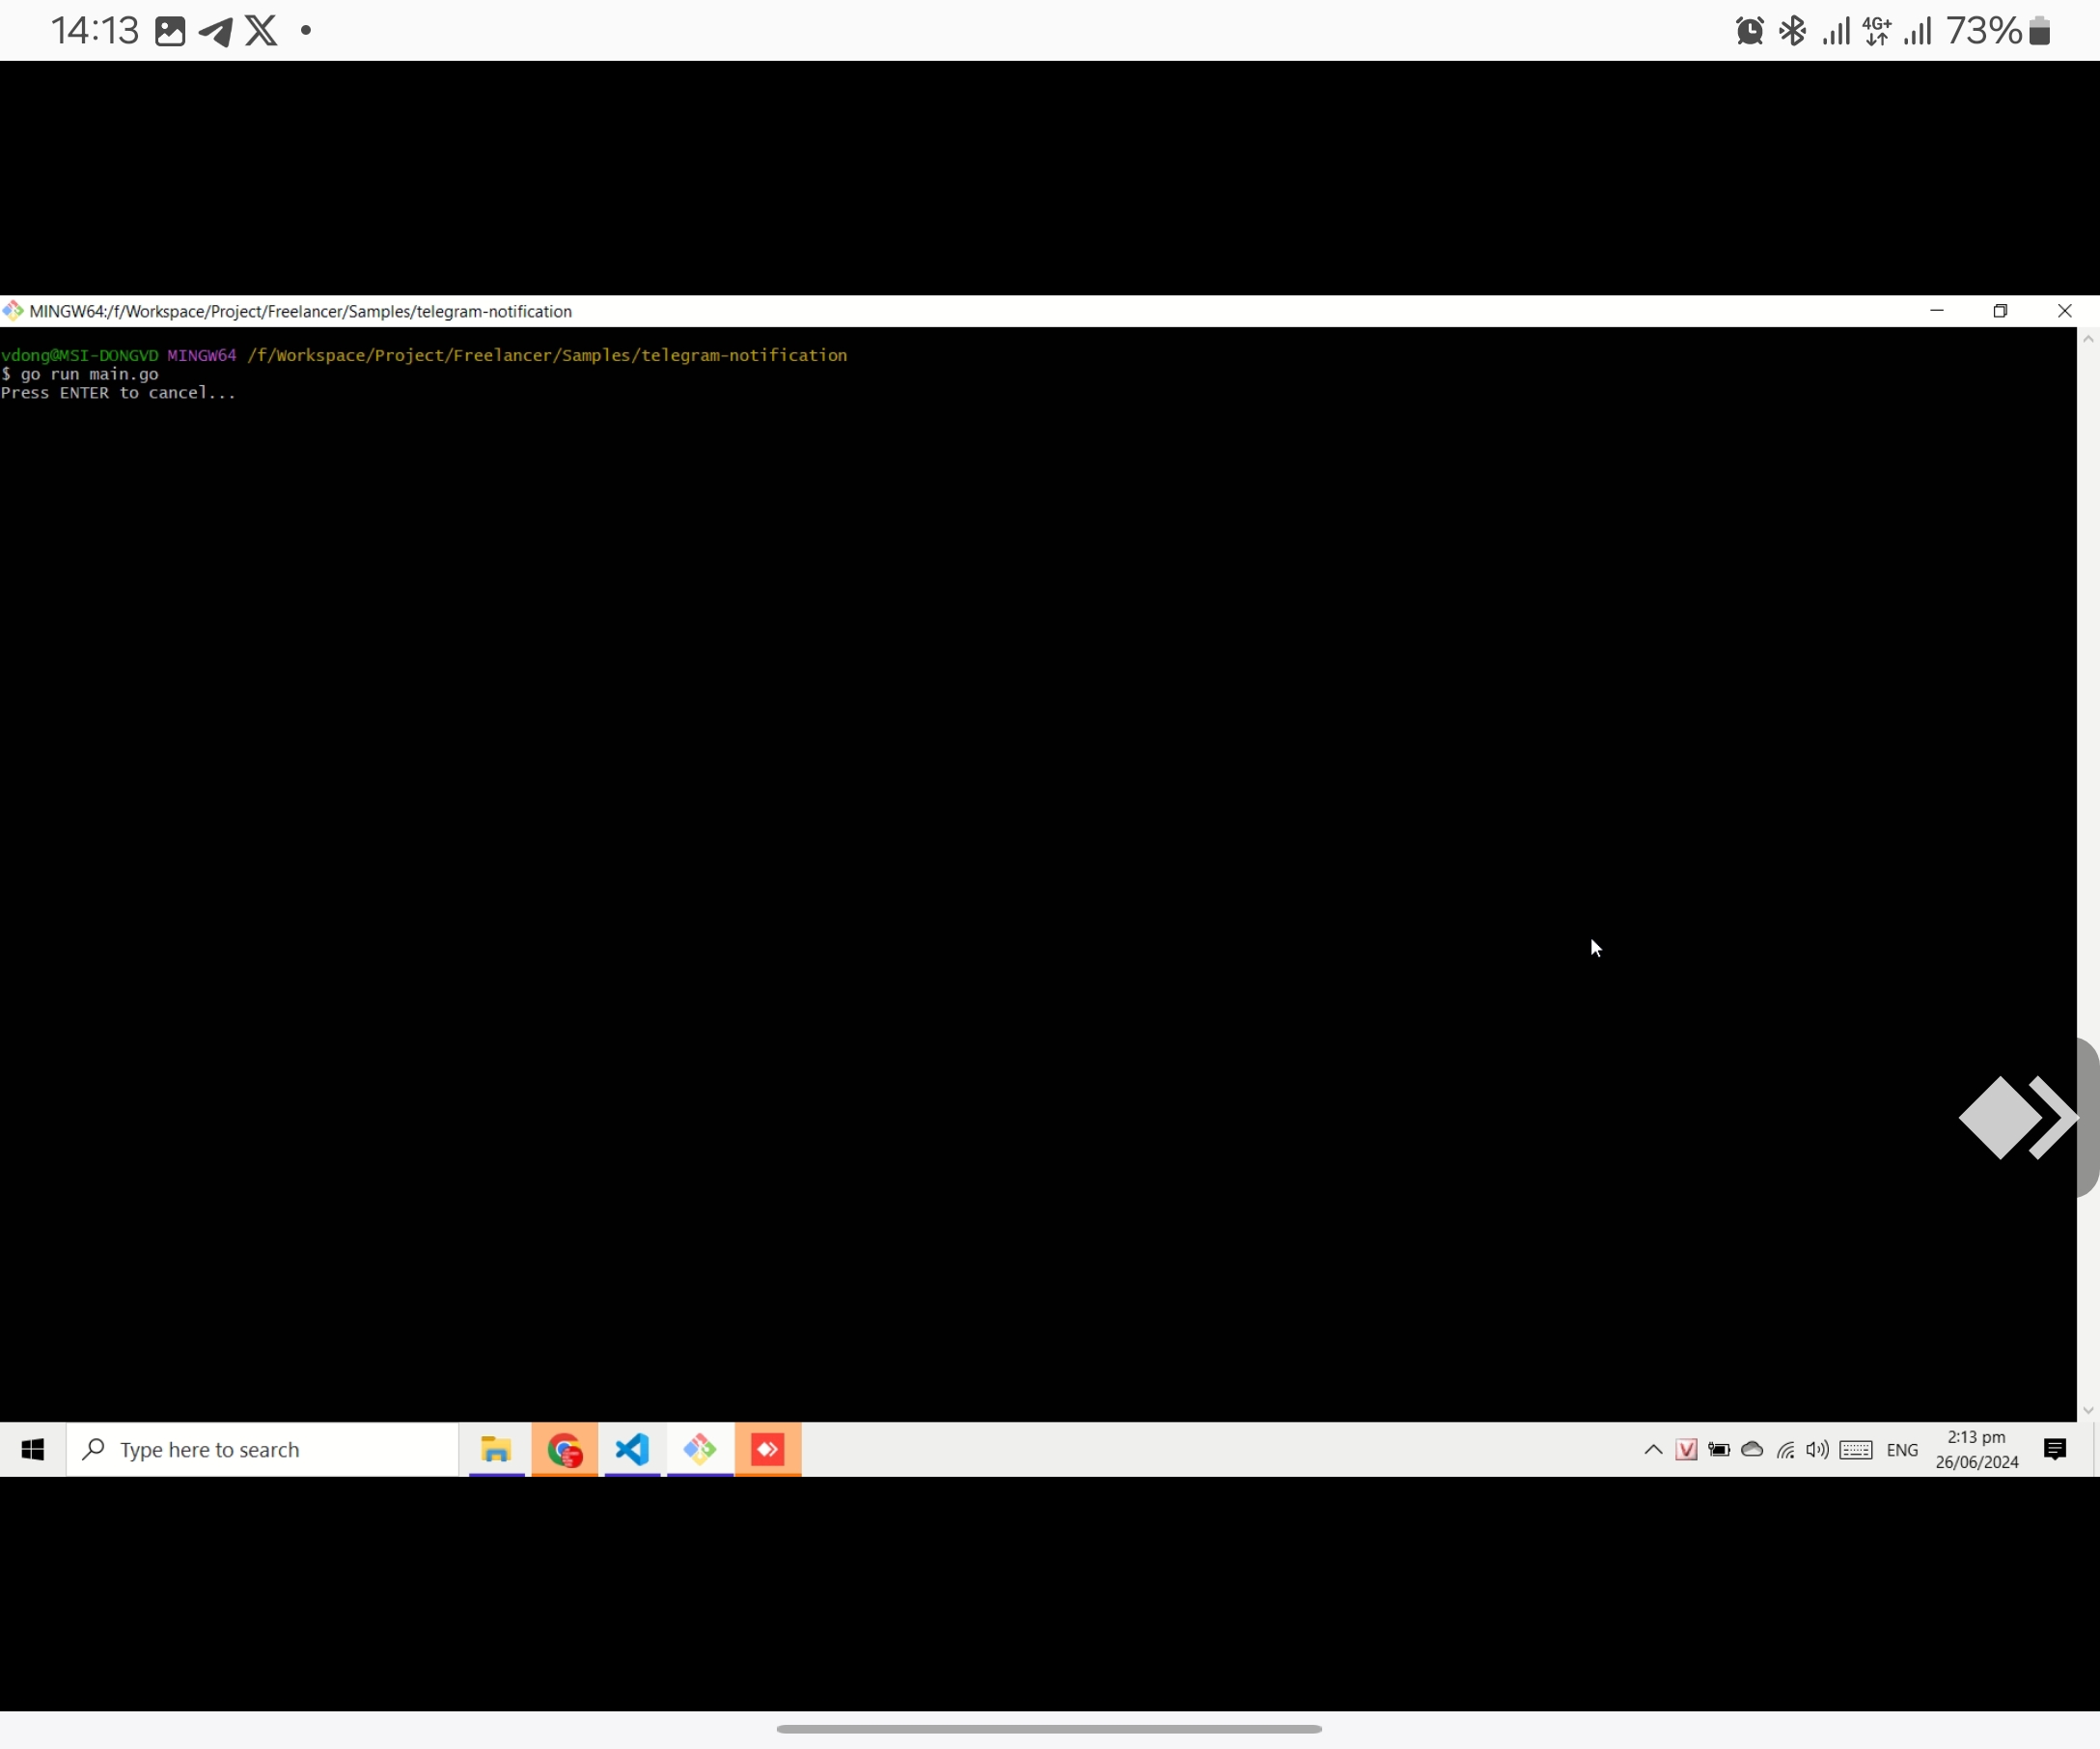 14:13
4G+
73%
MINGW64:/f/Workspace/Project/Freelancer/Samples/telegram-notification
vdong@MSI-DONGVD MINGW64 /f/Workspace/Project/Freelancer/Samples/telegram-notification
$ go run main.go
Press ENTER to cancel...
Type here to search
ENG
2:13 pm
26/06/2024